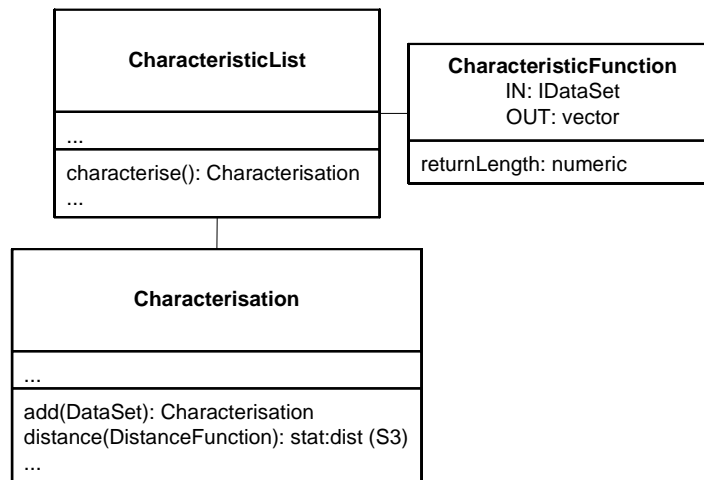 CharacteristicList
...
characterise(): Characterisation
...
CharacteristicFunction
IN: IDataSet
OUT: vector
returnLength: numeric
Characterisation
...
add(DataSet): Characterisation
distance(DistanceFunction): stat:dist (S3)
...